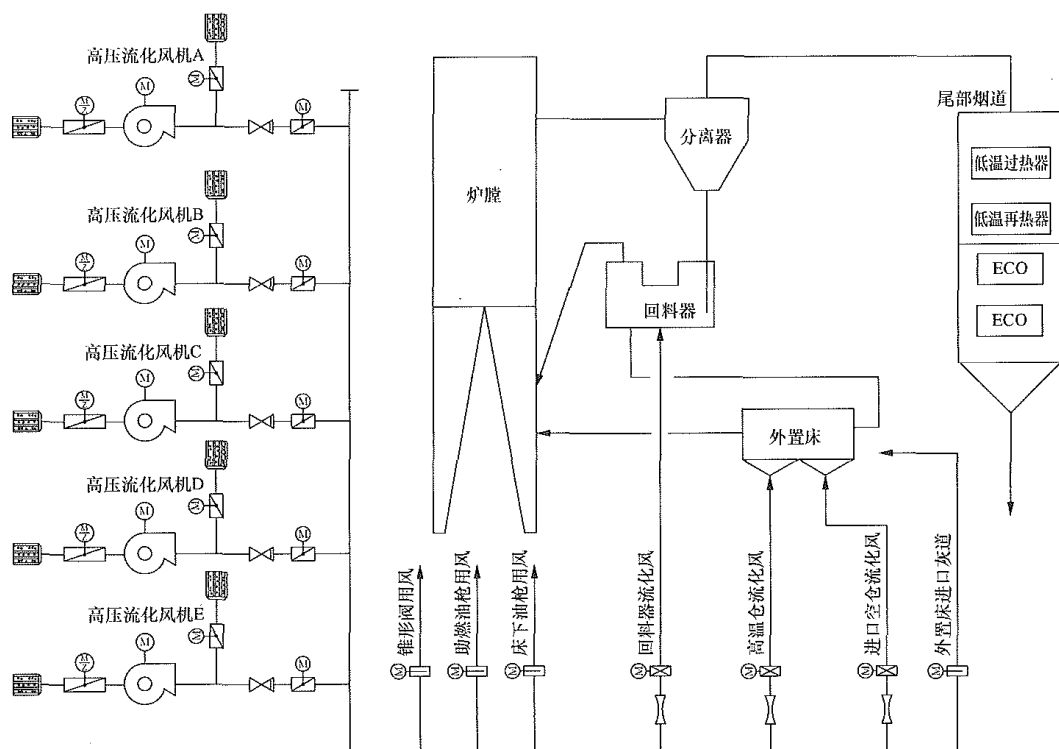 高压流化风机A
M
M
M
M/Z
高压流化风机B
M
M
M
M/Z
高压流化风机C
M
M
M
M/Z
高压流化风机D
M
M
M
M/Z
高压流化风机E
M
M
M
M/Z
炉膛
分离器
回料器
外置床
尾部烟道
低温过热器
低温再热器
ECO
ECO
锥形阀用风
M
助燃油枪用风
M
床下油枪用风
M
回料器流化风
M
高温仓流化风
M
进口空仓流化风
M
外置床进口灰道
M